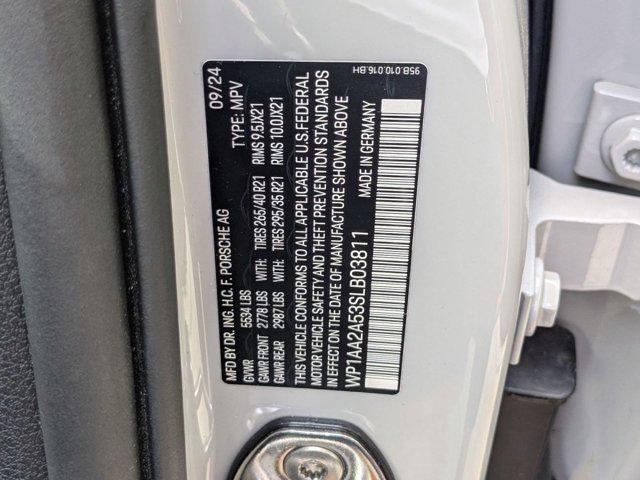 MFD BY DR. ING. H.C. F. PORSCHE AG 09/24
GVWR 5534 LBS TYPE: MPV
GAWR FRONT 2778 LBS WITH: TIRES 265/40 R21 RIMS 9.5JX21
GAWR REAR 2987 LBS WITH: TIRES 295/35 R21 RIMS 10.0JX21
THIS VEHICLE CONFORMS TO ALL APPLICABLE U.S. FEDERAL
MOTOR VEHICLE SAFETY AND THEFT PREVENTION STANDARDS
IN EFFECT ON THE DATE OF MANUFACTURE SHOWN ABOVE
WP1AA2A53SLB03811 MADE IN GERMANY
95B.010.016.BH